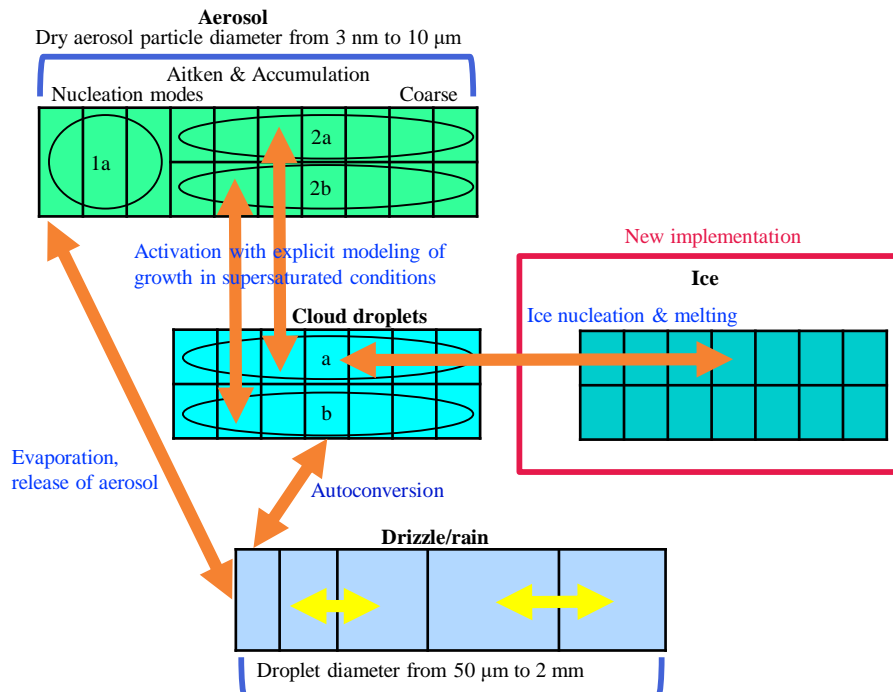 Aerosol
Dry aerosol particle diameter from 3 nm to 10 μm
Aitken & Accumulation
Nucleation modes
Coarse
1a
2a
2b
Activation with explicit modeling of
growth in supersaturated conditions
New implementation
Ice
Ice nucleation & melting
Cloud droplets
a
b
Evaporation,
release of aerosol
Autoconversion
Drizzle/rain
Droplet diameter from 50 μm to 2 mm